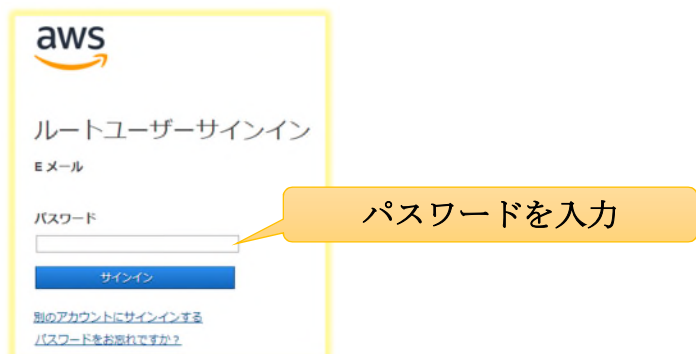 aws
ルートユーザーサインイン
E メール
パスワード
パスワードを入力
サインイン
別のアカウントにサインインする
パスワードをお忘れですか？